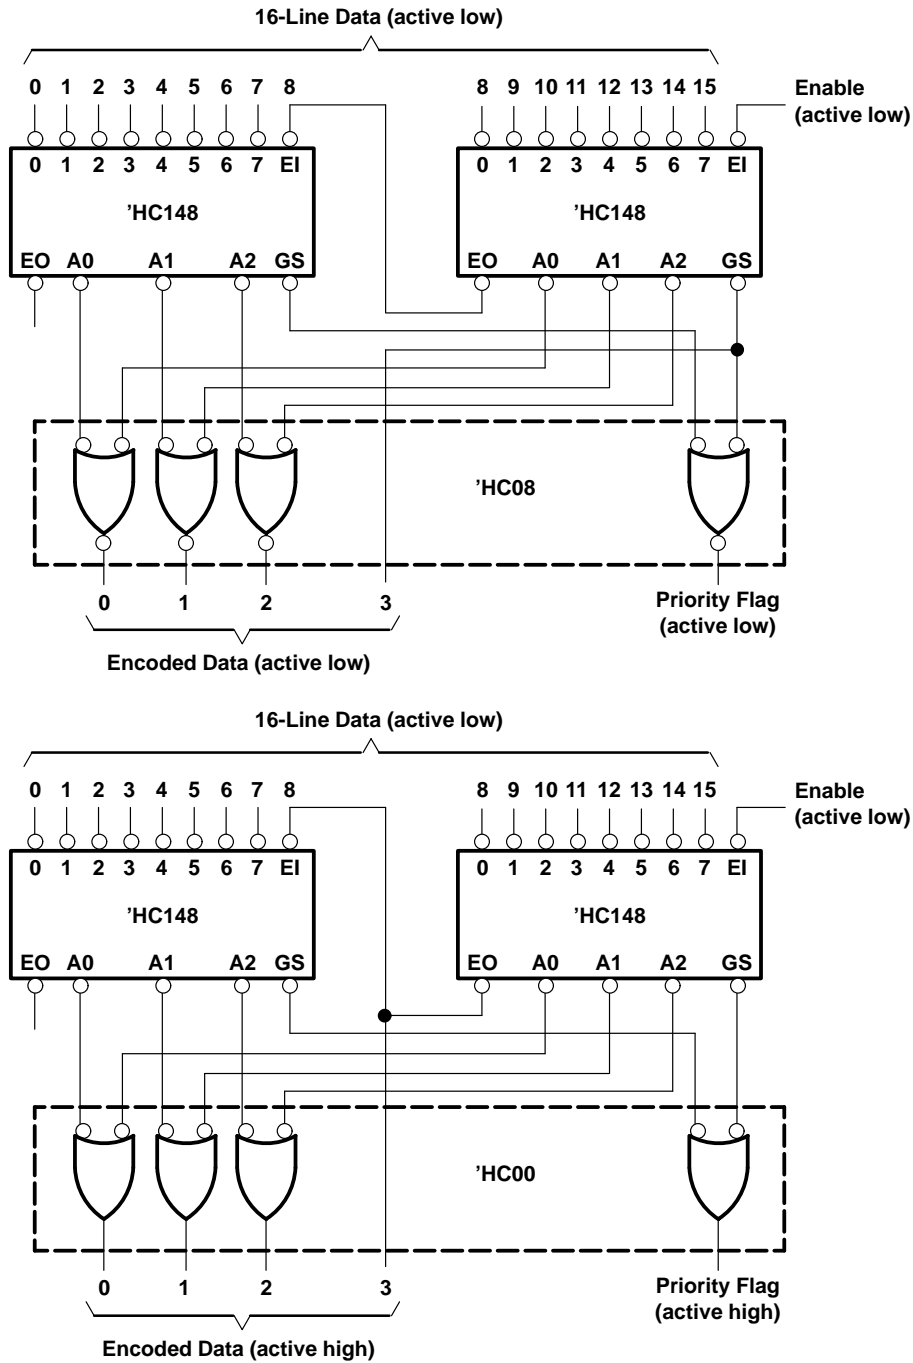 16-Line Data (active low)
0 1 2 3 4 5 6 7 8 8 9 10 11 12 13 14 15 Enable
(active low)
0 1 2 3 4 5 6 7 EI 0 1 2 3 4 5 6 7 EI
’HC148 ’HC148
EO A0 A1 A2 GS EO A0 A1 A2 GS
’HC08
0 1 2 3 Priority Flag
(active low)
Encoded Data (active low)
16-Line Data (active low)
0 1 2 3 4 5 6 7 8 8 9 10 11 12 13 14 15 Enable
(active low)
0 1 2 3 4 5 6 7 EI 0 1 2 3 4 5 6 7 EI
’HC148 ’HC148
EO A0 A1 A2 GS EO A0 A1 A2 GS
’HC00
0 1 2 3 Priority Flag
(active high)
Encoded Data (active high)